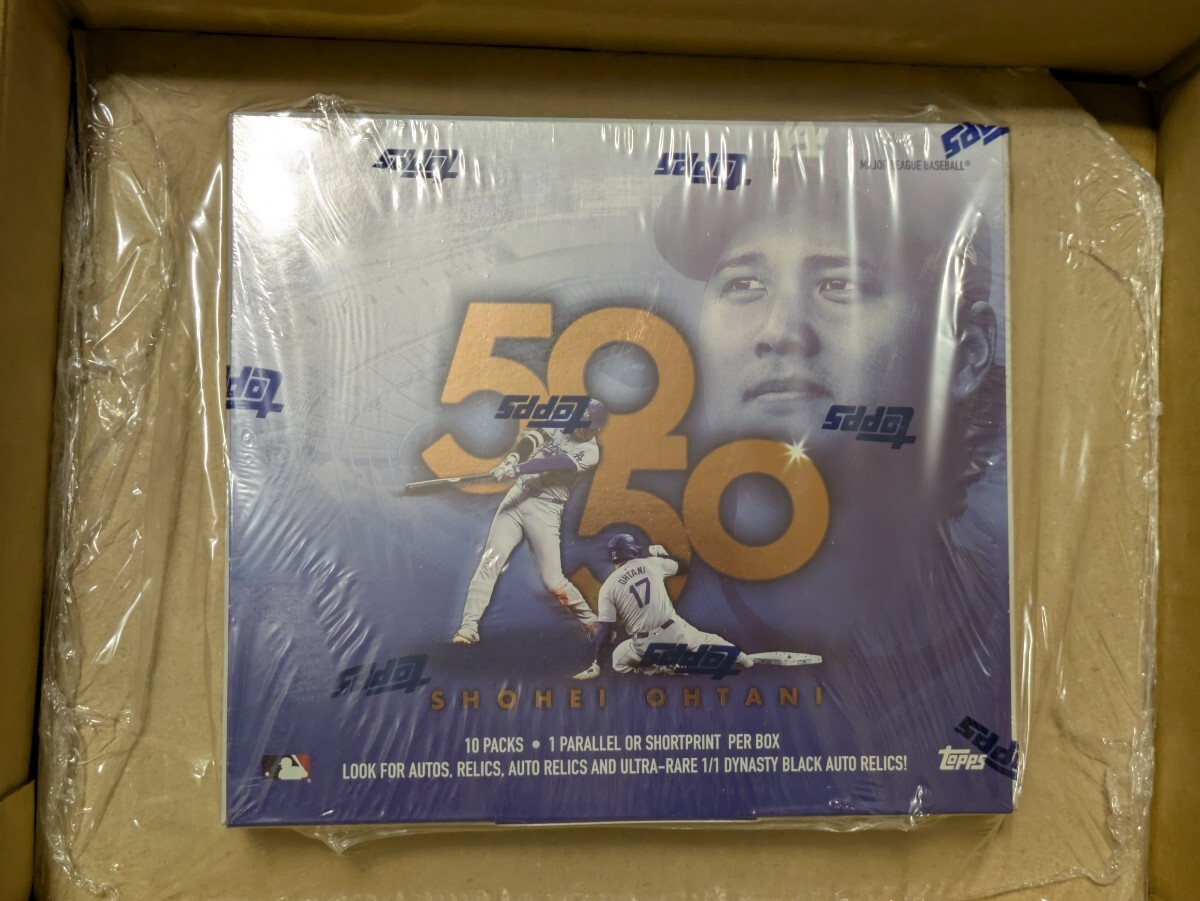 Topps
Topps
Topps
MAJOR LEAGUE BASEBALL®
50
Topps
Topps
Topps
50
OHTANI
17
Topps
Topps
SHOHEI OHTANI
10 PACKS • 1 PARALLEL OR SHORTPRINT PER BOX
LOOK FOR AUTOS, RELICS, AUTO RELICS AND ULTRA-RARE 1/1 DYNASTY BLACK AUTO RELICS!
Topps
Topps